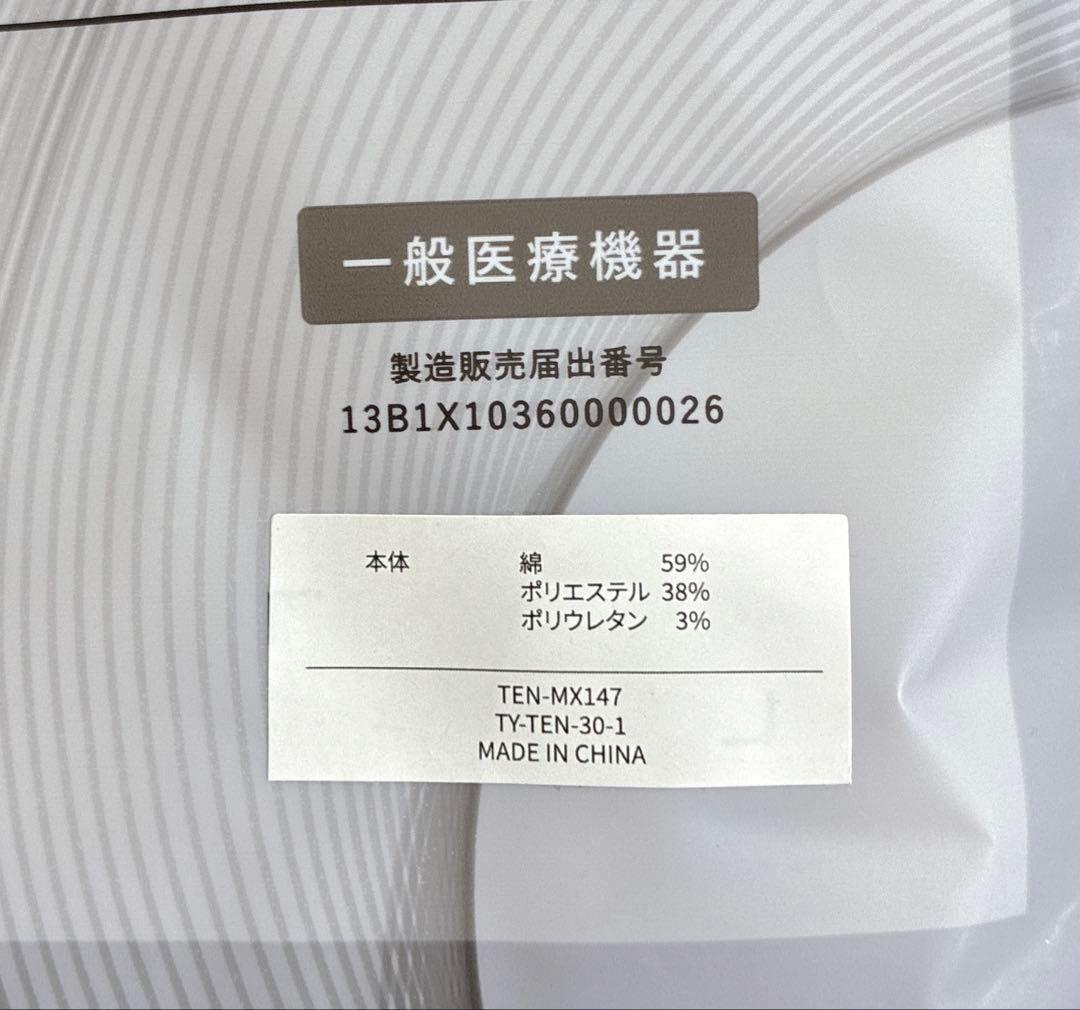 一般医療機器
製造販売届出番号
13B1X10360000026
本体 綿 59%
ポリエステル 38%
ポリウレタン 3%
TEN-MX147
TY-TEN-30-1
MADE IN CHINA